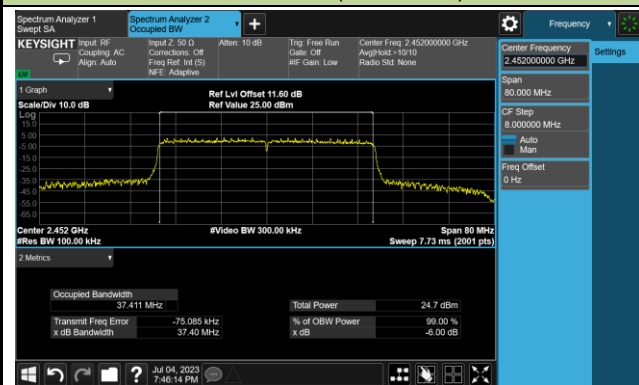 Spectrum Analyzer 1
Swept SA
Spectrum Analyzer 2
Occupied BW
+
Frequency
KEYSIGHT
Input: RF
Coupling: AC
Align: Auto
Input Z: 50 Ω
Corrections: Off
Freq Ref: Int (S)
NFE: Adaptive
Atten: 10 dB
Trig: Free Run
Gate: Off
#IF Gain: Low
Center Freq: 2.452000000 GHz
Avg|Hold:>10/10
Radio Std: None
Center Frequency
2.452000000 GHz
Settings
Span
80.000 MHz
CF Step
8.000000 MHz
Auto
Man
Freq Offset
0 Hz
1 Graph
Scale/Div 10.0 dB
Ref Lvl Offset 11.60 dB
Ref Value 25.00 dBm
Log
15.0
5.00
-5.00
-15.0
-25.0
-35.0
-45.0
-55.0
-65.0
Center 2.452 GHz
#Res BW 100.00 kHz
#Video BW 300.00 kHz
Span 80 MHz
Sweep 7.73 ms (2001 pts)
2 Metrics
Occupied Bandwidth
37.411 MHz
Total Power 24.7 dBm
Transmit Freq Error -75.085 kHz
% of OBW Power 99.00 %
x dB Bandwidth 37.40 MHz
x dB -6.00 dB
?
Jul 04, 2023
7:46:14 PM